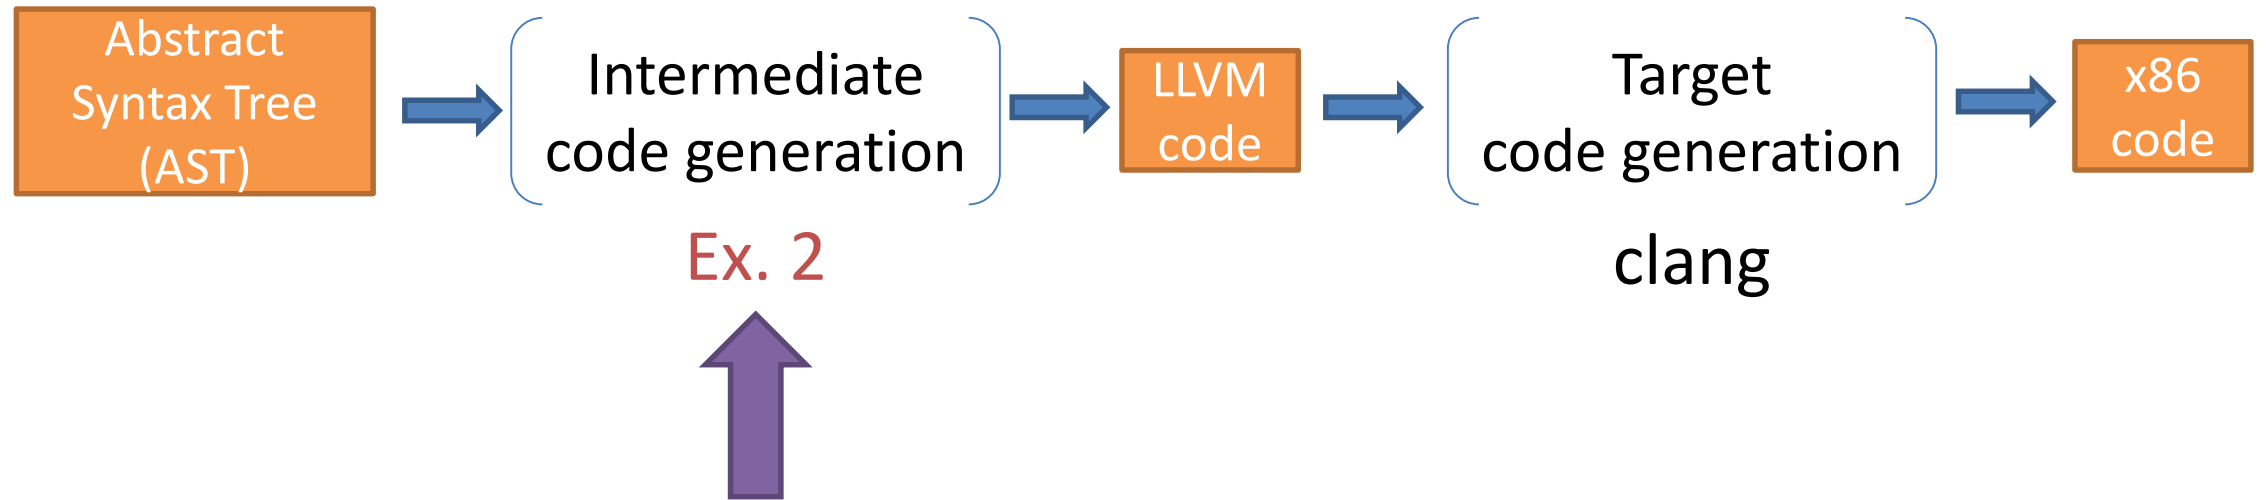 Abstract
Syntax Tree
(AST)
Intermediate
code generation
Ex. 2
LLVM
code
Target
code generation
clang
x86
code